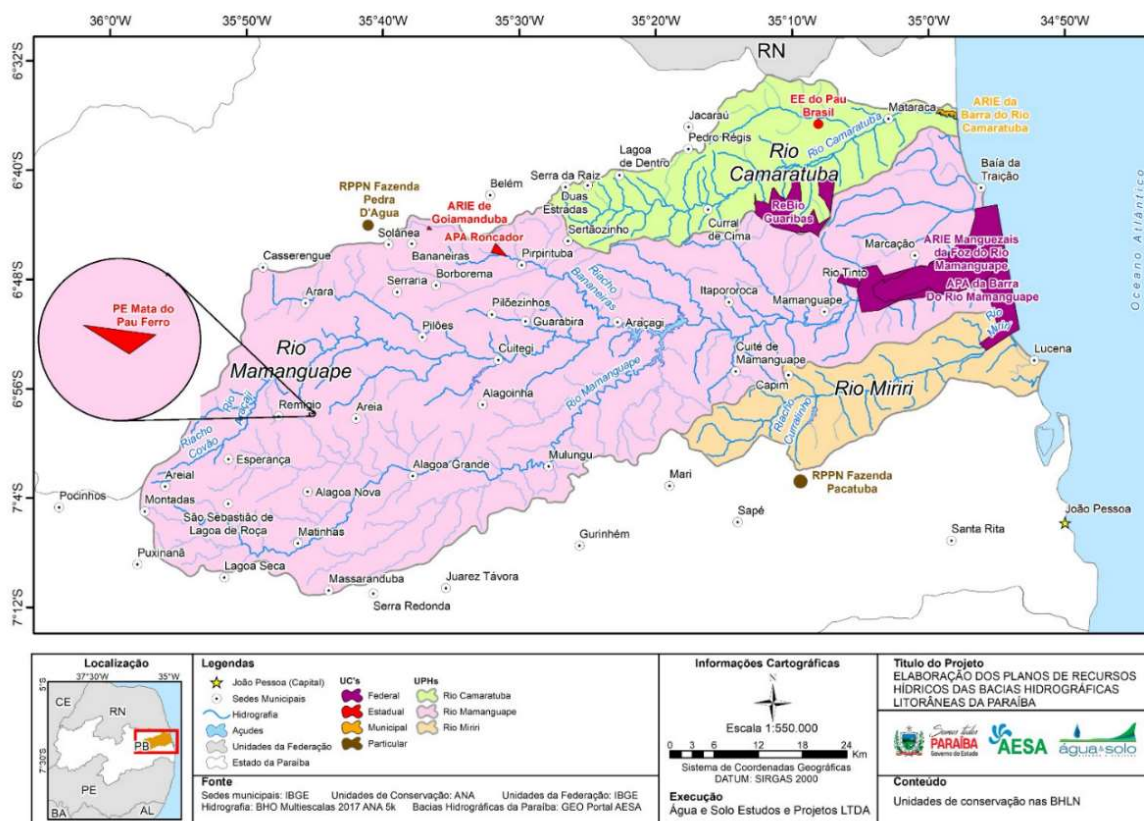 36°0'W
35°50'W
35°40'W
35°30'W
35°20'W
35°10'W
35°0'W
34°50'W
6°32'S
6°40'S
6°48'S
6°56'S
7°4'S
7°12'S
RN
EE do Pau
Brasil
Mataraca
ARIE da
Barra do Rio
Camaratuba
Jacaraú
Pedro Régis
Rio Camaratuba
Rio
Camaratuba
Lagoa
de Dentro
Baía da
Traição
Serra da Raiz
Duas
Estradas
Belém
RPPN Fazenda
Pedra
D'Agua
ARIE de
Goiamanduba
ReBio
Guaribas
Sertãozinho
Curral
de Cima
APA Roncador
Solânea
Bananeiras
Pirpirituba
Marcação
ARIE Manguezais
da Foz do Rio
Mamanguape
APA da Barra
Do Rio Mamanguape
Oceano Atlântico
Casserengue
Borborema
Serraria
Riacho
Bananeiras
Rio Tinto
Itapororoca
Mamanguape
Arara
Pilõezinhos
Guarabira
Araçagi
PE Mata do
Pau Ferro
Pilões
Cuitegi
Rio
Miriri
Lucena
Rio
Mamanguape
Cuité de
Mamanguape
Rio Mamanguape
Capim
Rio Miriri
Alagoinha
Remígio
Areia
Rio
Araçaji
Riacho
Covão
Riacho
Curralinho
Esperança
Mulungu
Alagoa Grande
RPPN Fazenda
Pacatuba
Mari
Areial
Alagoa Nova
Pocinhos
Montadas
São Sebastião de
Lagoa de Roça
Sapé
João Pessoa
Matinhas
Gurinhém
Santa Rita
Puxinanã
Lagoa Seca
Massaranduba
Juarez Távora
Serra Redonda
Localização
37°30'W
35°W
5°S
7°30'S
CE
RN
PB
PE
BA
AL
Legendas
João Pessoa (Capital)
Sedes Municipais
Hidrografia
Açudes
Unidades da Federação
Estado da Paraíba
UC's
Federal
Estadual
Municipal
Particular
UPHs
Rio Camaratuba
Rio Mamanguape
Rio Miriri
Fonte
Sedes municipais: IBGE Unidades de Conservação: ANA Unidades da Federação: IBGE
Hidrografia: BHO Multiescalas 2017 ANA 5k Bacias Hidrográficas da Paraíba: GEO Portal AESA
Informações Cartográficas
N
Escala 1:550.000
0 3 6 12 18 24
Km
Sistema de Coordenadas Geográficas
DATUM: SIRGAS 2000
Execução
Água e Solo Estudos e Projetos LTDA
Titulo do Projeto
ELABORAÇÃO DOS PLANOS DE RECURSOS
HÍDRICOS DAS BACIAS HIDROGRÁFICAS
LITORÂNEAS DA PARAÍBA
Somos todos
PARAÍBA
Governo do Estado
AESA
água&solo
Conteúdo
Unidades de conservação nas BHLN